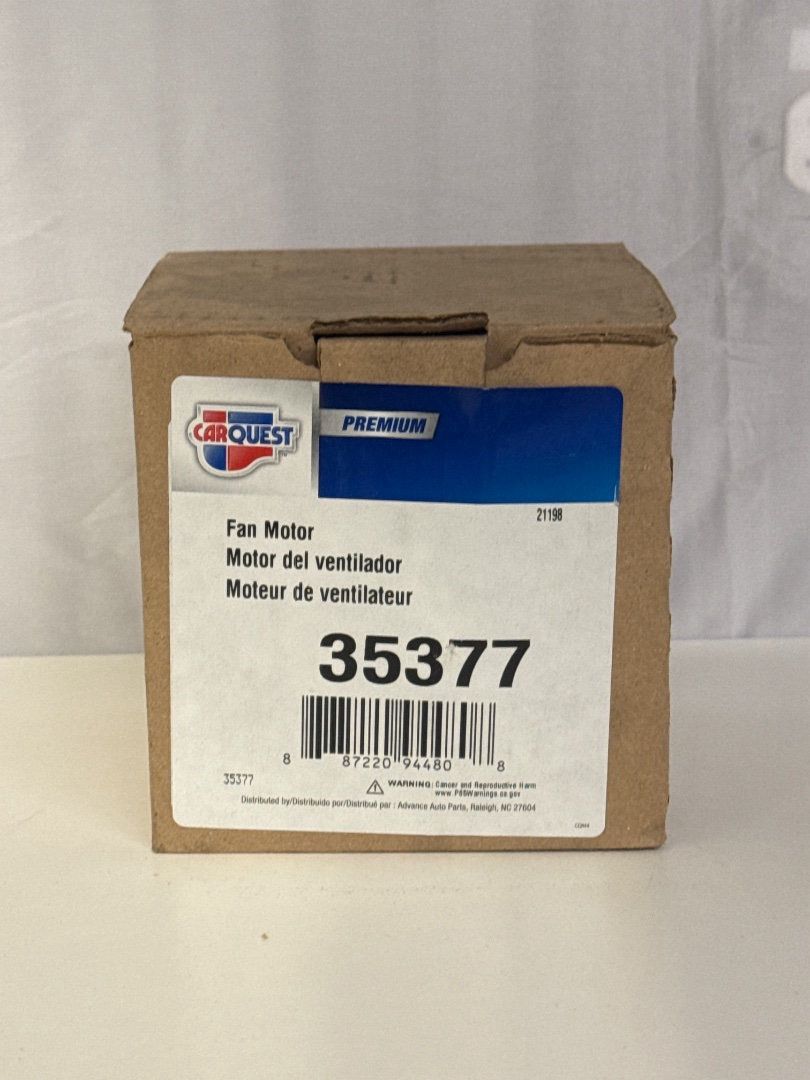 CARQUEST
TM
PREMIUM
21198
Fan Motor
Motor del ventilador
Moteur de ventilateur
35377
8 87220 94480 8
35377
WARNING: Cancer and Reproductive Harm
www.P65Warnings.ca.gov
Distributed by/Distribuido por/Distribué par : Advance Auto Parts, Raleigh, NC 27604